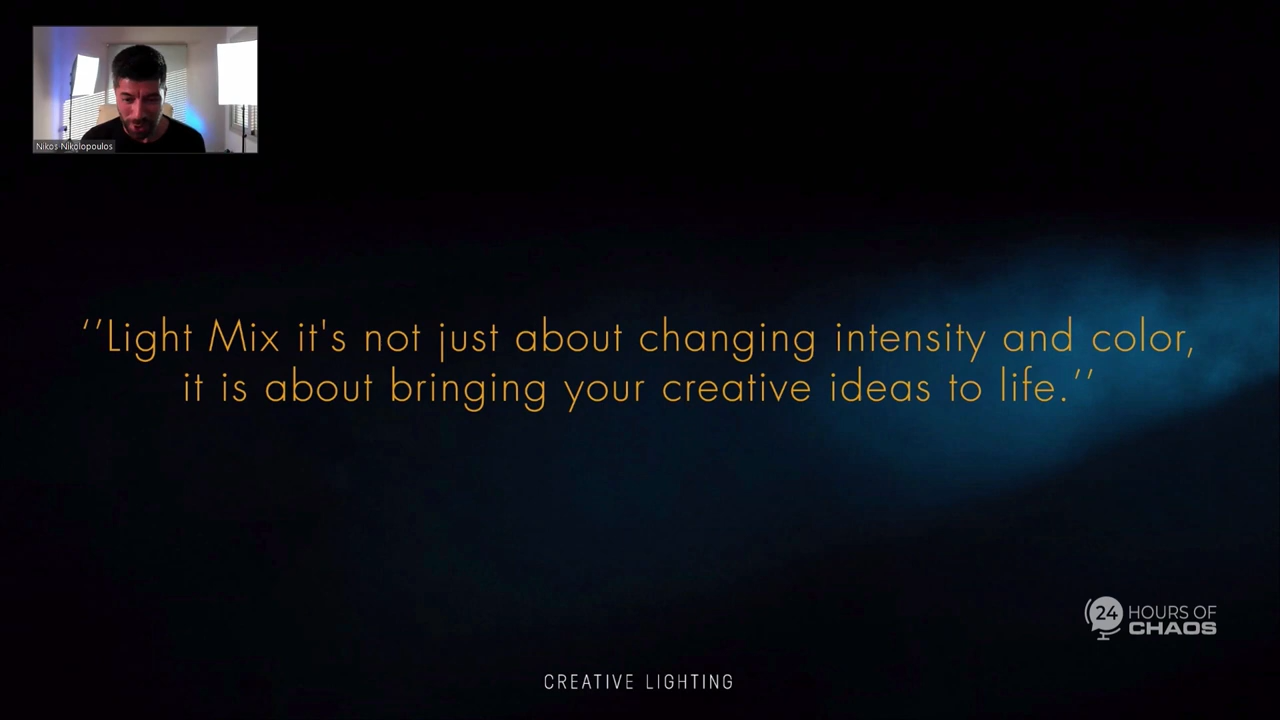 Nikos Nikolopoulos
‘’Light Mix it's not just about changing intensity and color,
it is about bringing your creative ideas to life.’’
24 HOURS OF
CHAOS
CREATIVE LIGHTING